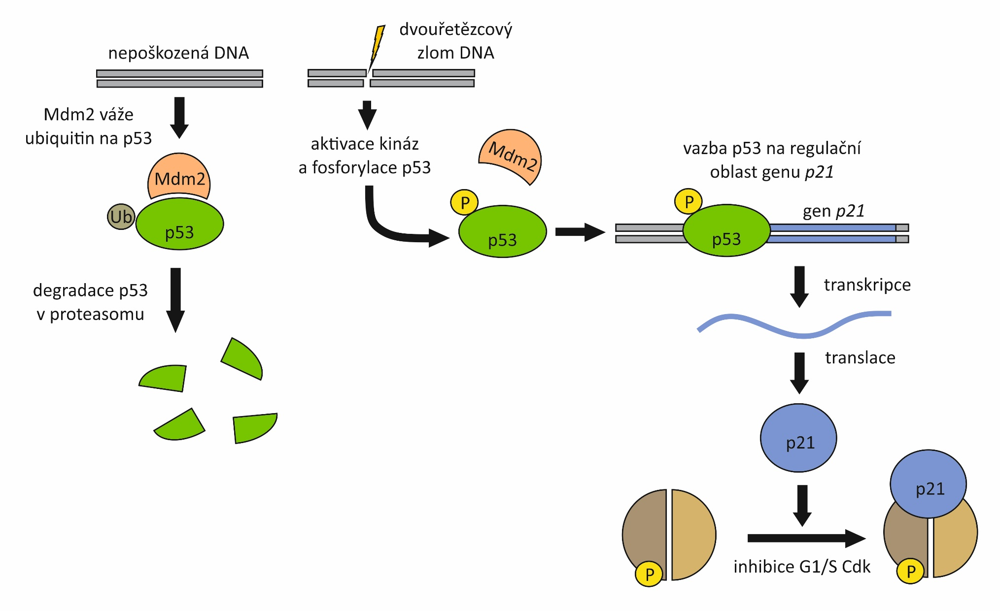 nepoškozená DNA
Mdm2 váže
ubiquitin na p53
Mdm2
Ub
p53
degradace p53
v proteasomu
dvouřetězcový
zlom DNA
aktivace kináz
a fosforylace p53
Mdm2
P
p53
vazba p53 na regulační
oblast genu p21
P
p53
gen p21
transkripce
translace
p21
inhibice G1/S Cdk
P
p21
P